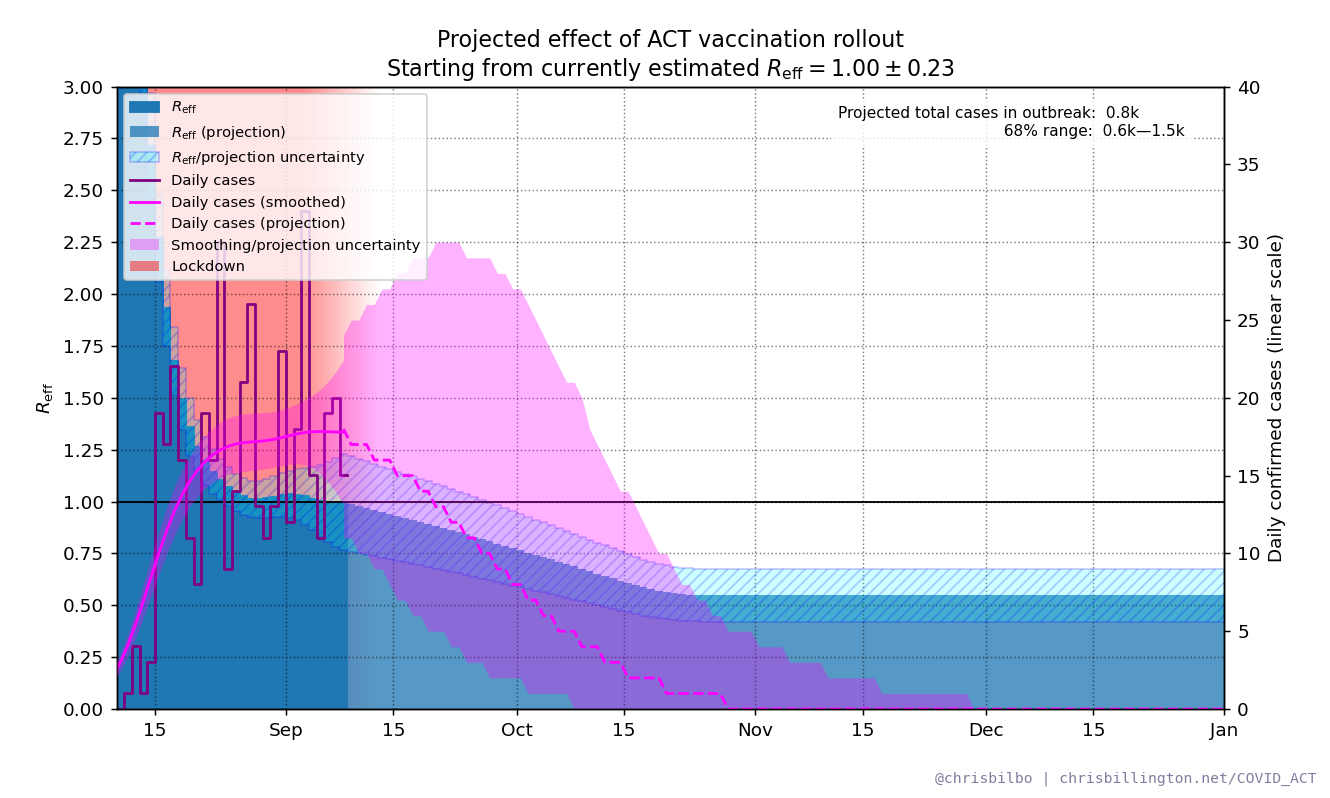 Projected effect of ACT vaccination rollout
Starting from currently estimated Reff = 1.00 ± 0.23
3.00
2.75
2.50
2.25
2.00
1.75
1.50
1.25
1.00
0.75
0.50
0.25
0.00
Reff
Reff
Reff (projection)
Reff/projection uncertainty
Daily cases
Daily cases (smoothed)
Daily cases (projection)
Smoothing/projection uncertainty
Lockdown
Projected total cases in outbreak: 0.8k
68% range: 0.6k—1.5k
40
35
30
25
20
15
10
5
0
Daily confirmed cases (linear scale)
15 Sep 15 Oct 15 Nov 15 Dec 15 Jan
@chrisbilbo | chrisbillington.net/COVID_ACT